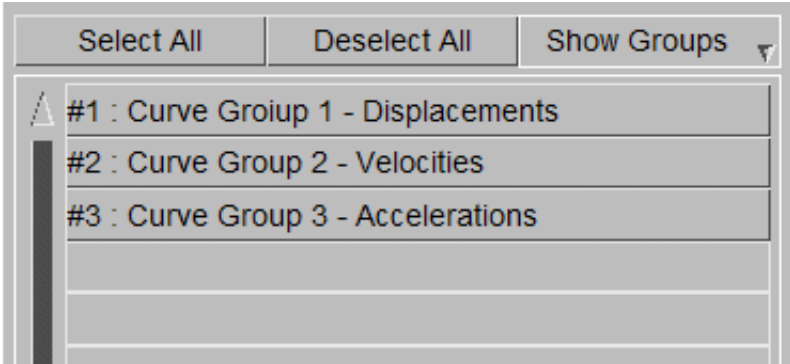 Select All Deselect All Show Groups
#1 : Curve Groiup 1 - Displacements
#2 : Curve Group 2 - Velocities
#3 : Curve Group 3 - Accelerations